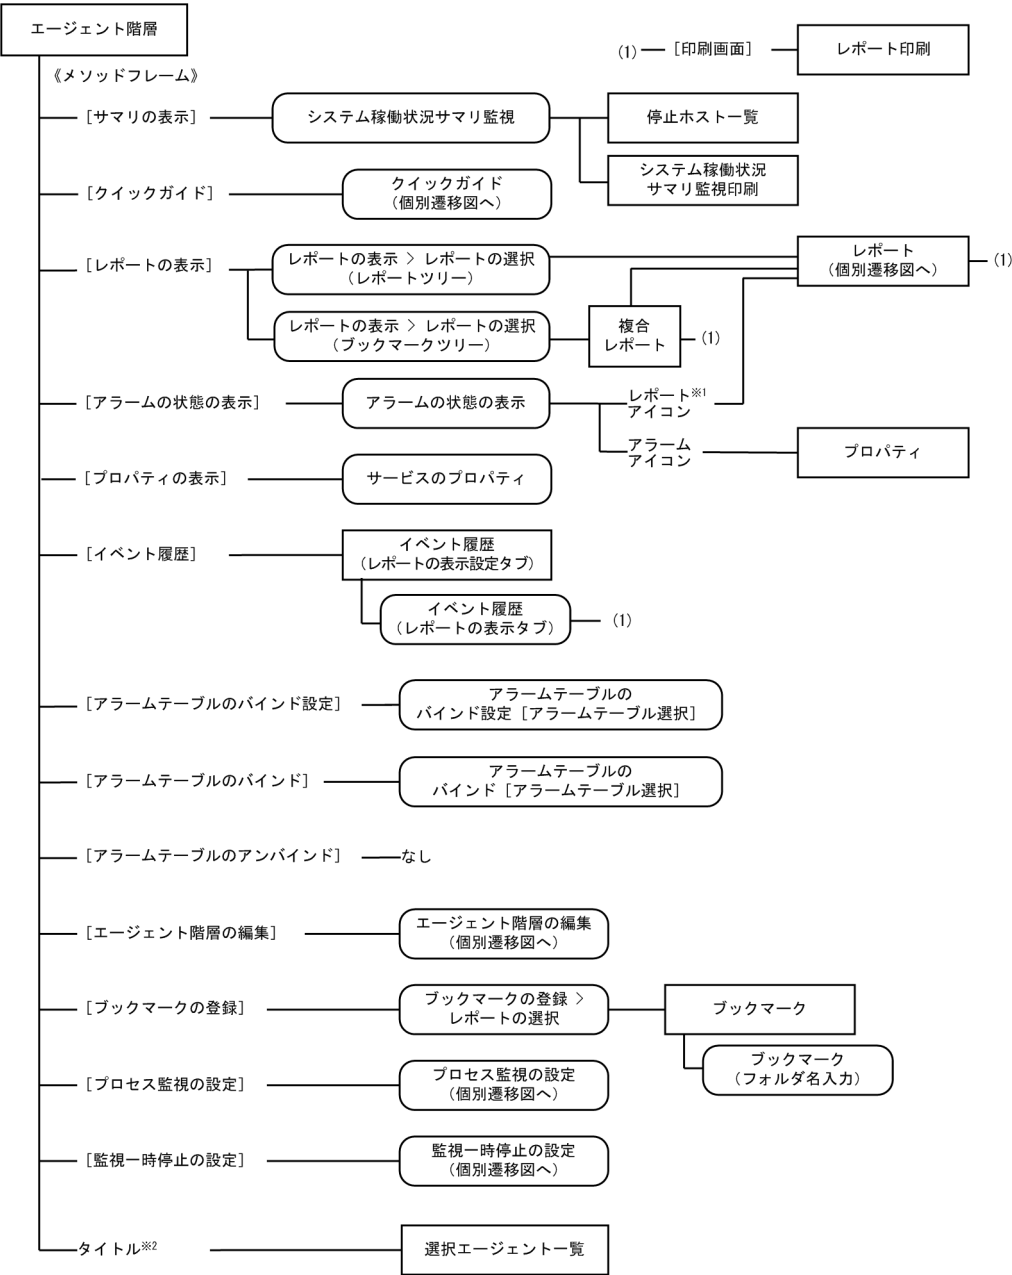 エージェント階層
(1)
[印刷画面]
レポート印刷
《メソッドフレーム》
[サマリの表示]
システム稼働状況サマリ監視
停止ホスト一覧
システム稼働状況
サマリ監視印刷
[クイックガイド]
クイックガイド
(個別遷移図へ)
[レポートの表示]
レポートの表示 > レポートの選択
(レポートツリー)
レポート
(個別遷移図へ)
(1)
レポートの表示 > レポートの選択
(ブックマークツリー)
複合
レポート
(1)
[アラームの状態の表示]
アラームの状態の表示
レポート※1
アイコン
アラーム
アイコン
プロパティ
[プロパティの表示]
サービスのプロパティ
[イベント履歴]
イベント履歴
(レポートの表示設定タブ)
イベント履歴
(レポートの表示タブ)
(1)
[アラームテーブルのバインド設定]
アラームテーブルの
バインド設定 [アラームテーブル選択]
[アラームテーブルのバインド]
アラームテーブルの
バインド [アラームテーブル選択]
[アラームテーブルのアンバインド]
なし
[エージェント階層の編集]
エージェント階層の編集
(個別遷移図へ)
[ブックマークの登録]
ブックマークの登録 >
レポートの選択
ブックマーク
ブックマーク
(フォルダ名入力)
[プロセス監視の設定]
プロセス監視の設定
(個別遷移図へ)
[監視一時停止の設定]
監視一時停止の設定
(個別遷移図へ)
タイトル※2
選択エージェント一覧